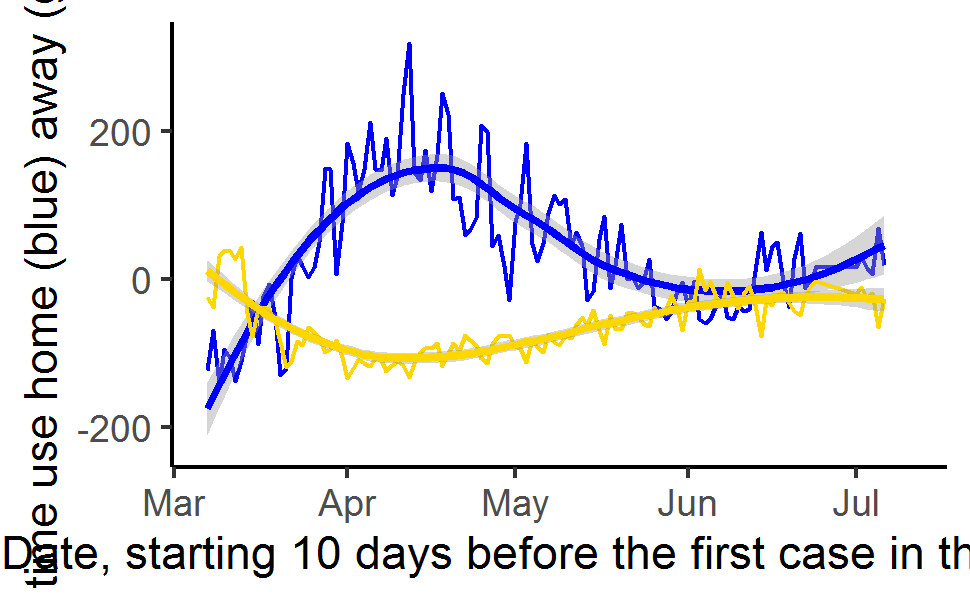 time use home (blue) away (
200
0
-200
Mar Apr May Jun Jul
Date, starting 10 days before the first case in th